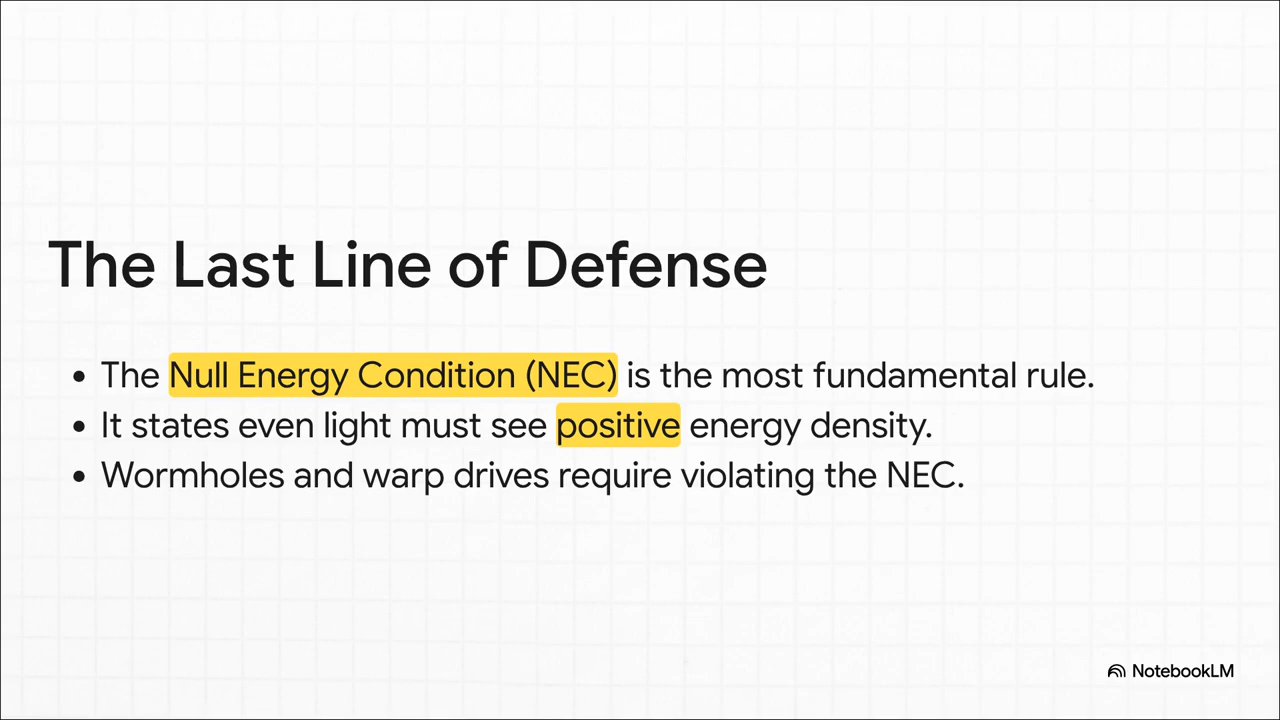 The Last Line of Defense
• The Null Energy Condition (NEC) is the most fundamental rule.
• It states even light must see positive energy density.
• Wormholes and warp drives require violating the NEC.
NotebookLM